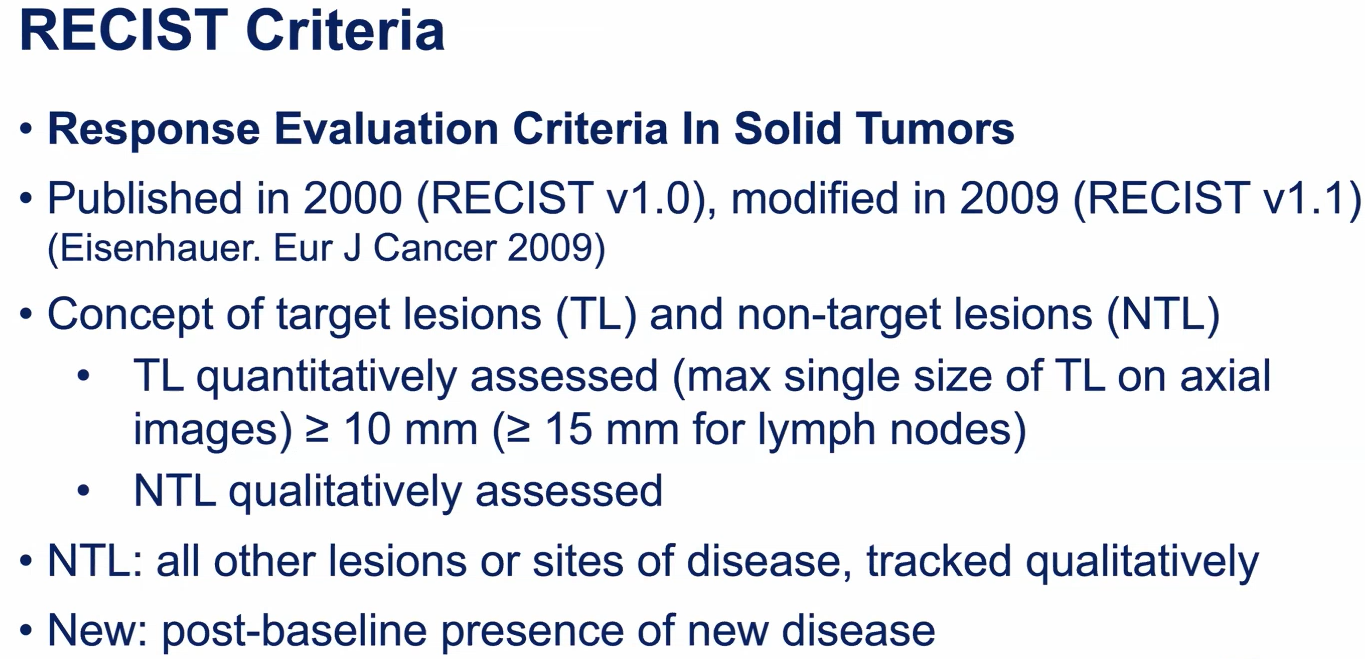 RECIST Criteria
• Response Evaluation Criteria In Solid Tumors
• Published in 2000 (RECIST v1.0), modified in 2009 (RECIST v1.1)
(Eisenhauer. Eur J Cancer 2009)
• Concept of target lesions (TL) and non-target lesions (NTL)
• TL quantitatively assessed (max single size of TL on axial
images) ≥ 10 mm (≥ 15 mm for lymph nodes)
• NTL qualitatively assessed
• NTL: all other lesions or sites of disease, tracked qualitatively
• New: post-baseline presence of new disease